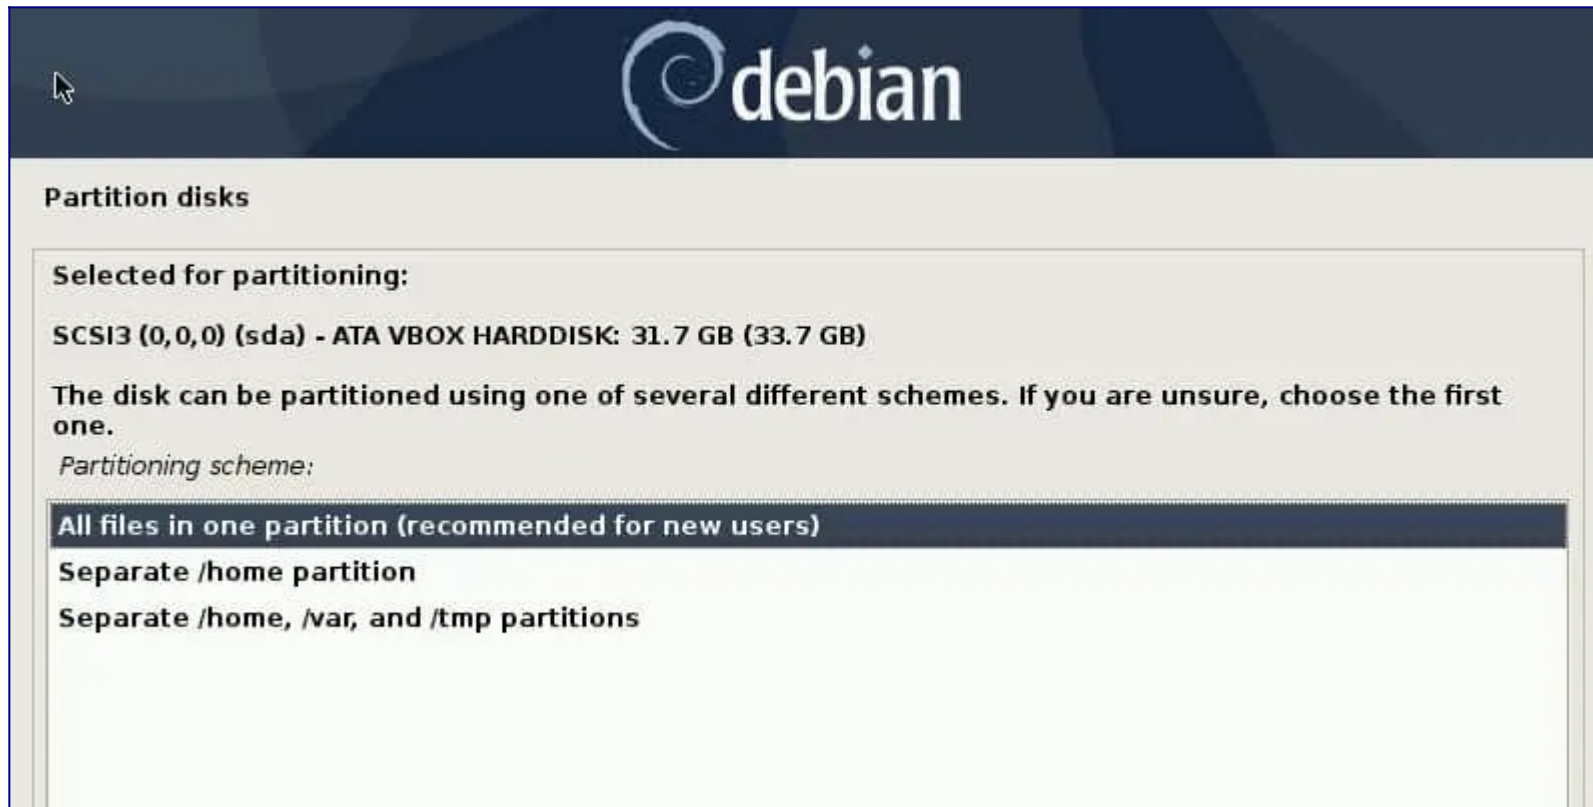 debian
Partition disks
Selected for partitioning:
SCSI3 (0,0,0) (sda) - ATA VBOX HARDDISK: 31.7 GB (33.7 GB)
The disk can be partitioned using one of several different schemes. If you are unsure, choose the first
one.
Partitioning scheme:
All files in one partition (recommended for new users)
Separate /home partition
Separate /home, /var, and /tmp partitions